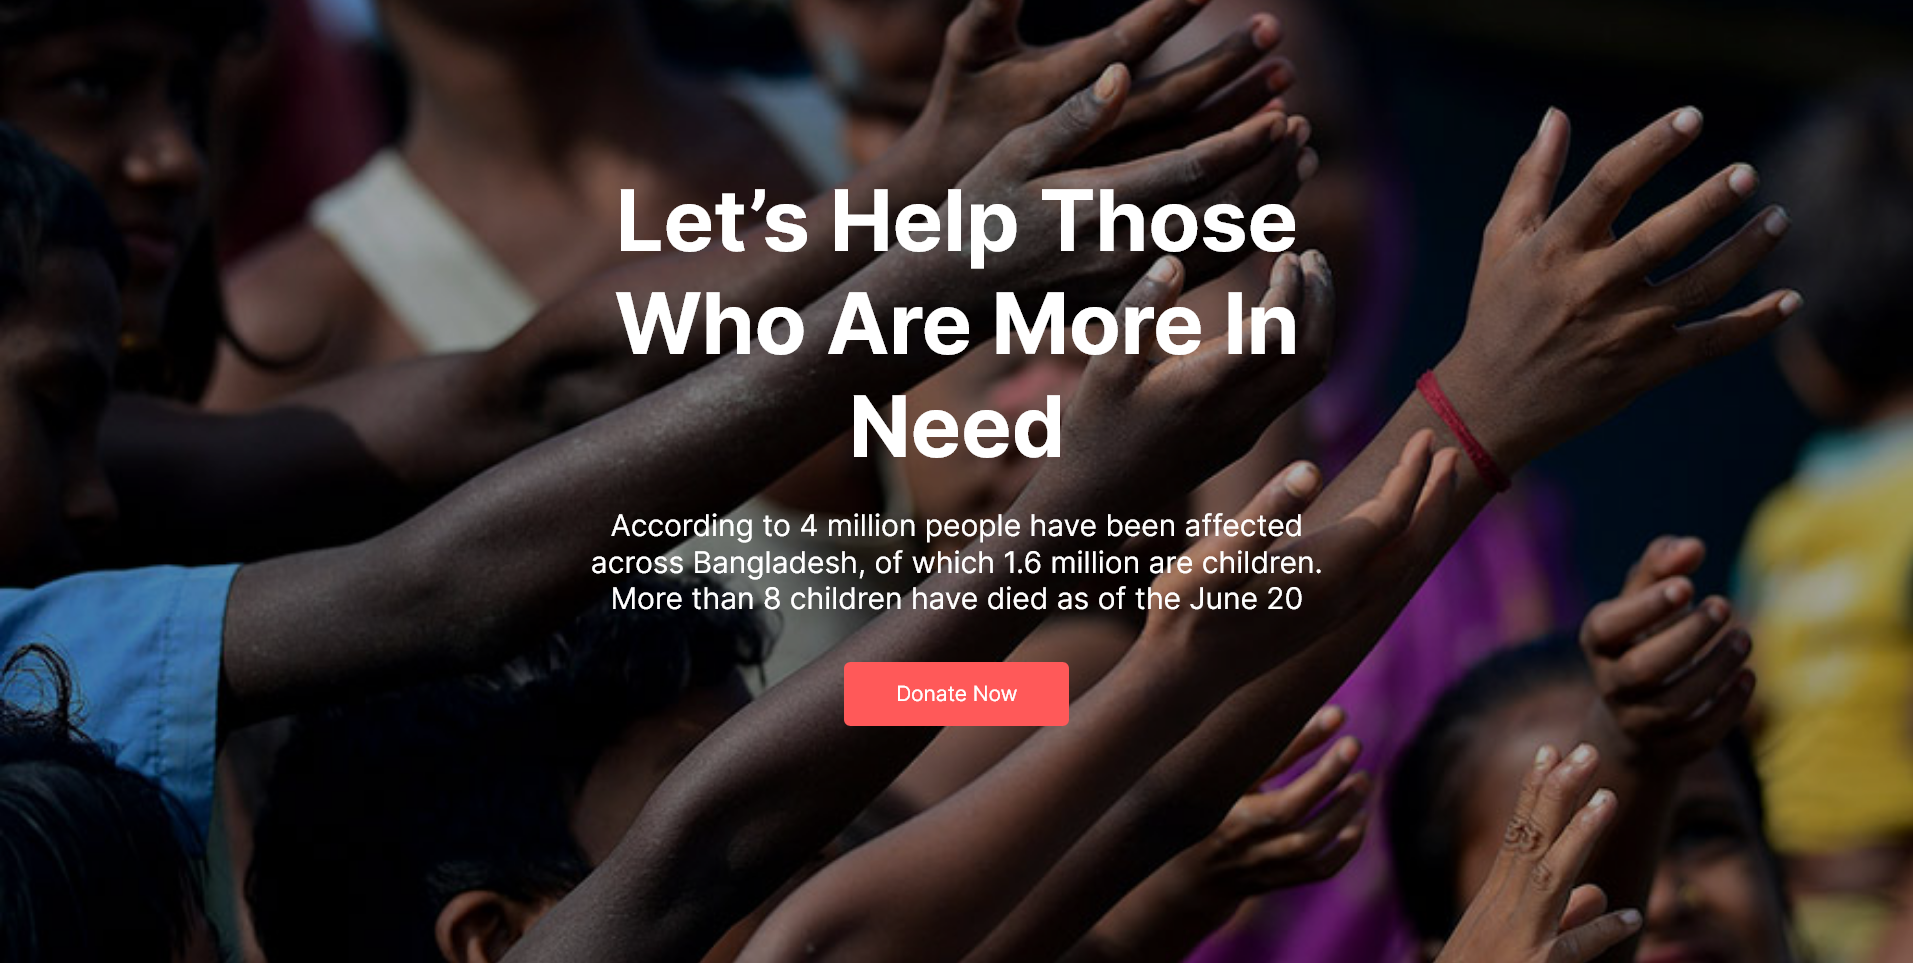 Let’s Help Those
Who Are More In
Need
According to 4 million people have been affected
across Bangladesh, of which 1.6 million are children.
More than 8 children have died as of the June 20
Donate Now